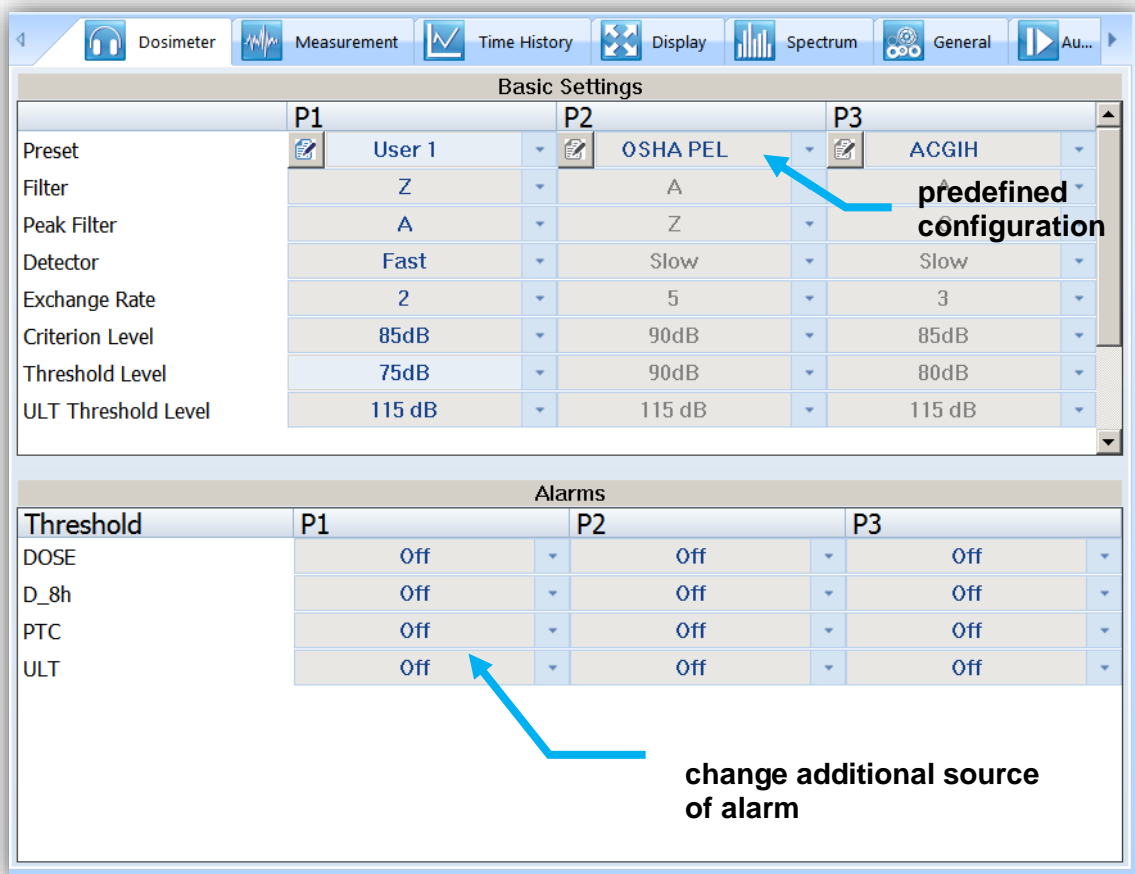 Dosimeter Measurement Time History Display Spectrum General Au...
Basic Settings
P1 P2 P3
Preset User 1 OSHA PEL ACGIH
Filter Z A
predefined
Peak Filter A Z
configuration
Detector Fast Slow Slow
Exchange Rate 2 5 3
Criterion Level 85dB 90dB 85dB
Threshold Level 75dB 90dB 80dB
ULT Threshold Level 115 dB 115 dB 115 dB
Alarms
Threshold P1 P2 P3
DOSE Off Off Off
D_8h Off Off Off
PTC Off Off Off
ULT Off Off Off
change additional source
of alarm